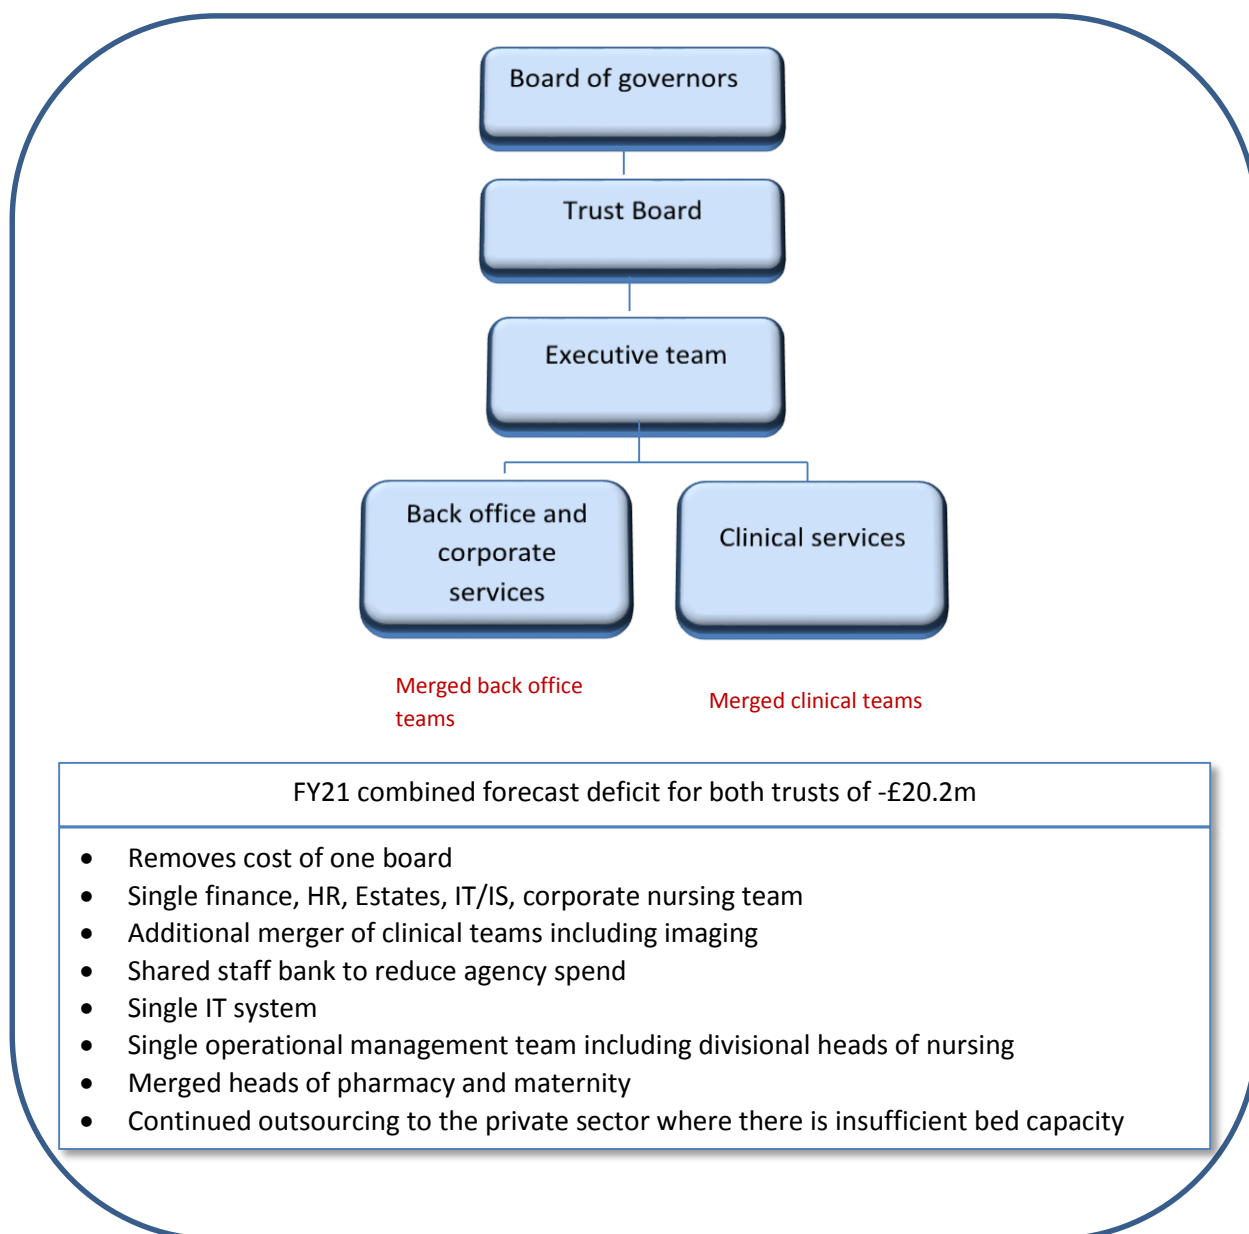 Board of governors
Trust Board
Executive team
Back office and
corporate
services
Clinical services
Merged back office
teams
Merged clinical teams
FY21 combined forecast deficit for both trusts of -£20.2m
• Removes cost of one board
• Single finance, HR, Estates, IT/IS, corporate nursing team
• Additional merger of clinical teams including imaging
• Shared staff bank to reduce agency spend
• Single IT system
• Single operational management team including divisional heads of nursing
• Merged heads of pharmacy and maternity
• Continued outsourcing to the private sector where there is insufficient bed capacity